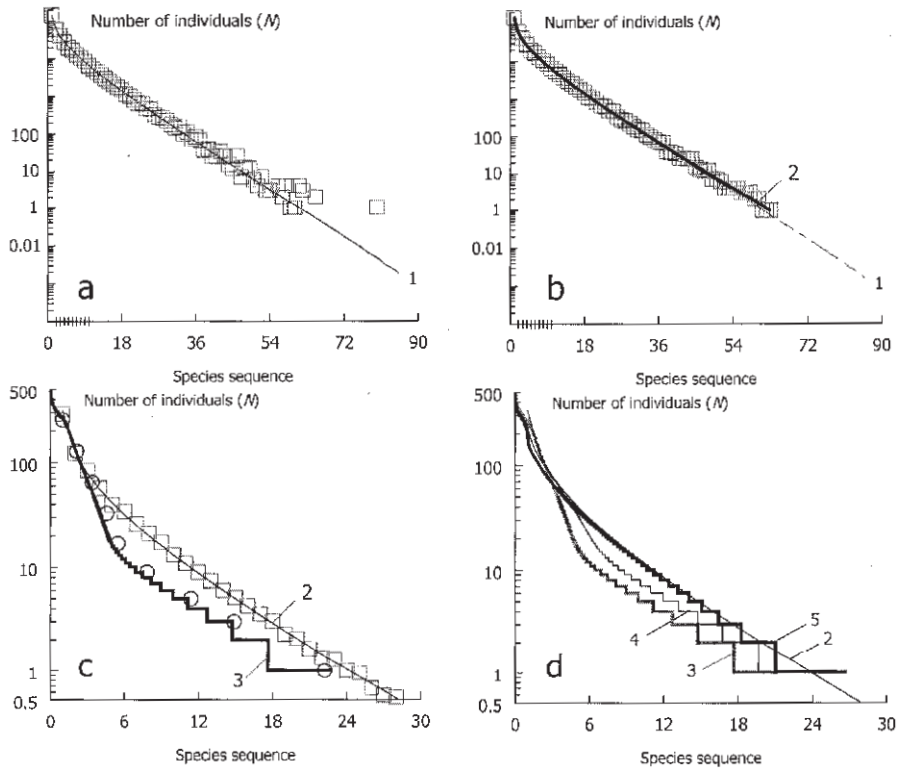 Number of individuals (N)
100
10
1
0.01
a
1
0 18 36 54 72 90
Species sequence
Number of individuals (N)
100
10
1
0.01
2
b
1
0 18 36 54 72 90
Species sequence
500
Number of individuals (N)
100
10
2
c
1
3
0.5
0 6 12 18 24 30
Species sequence
500
Number of individuals (N)
100
10
5
4
2
d
3
1
0.5
0 6 12 18 24 30
Species sequence